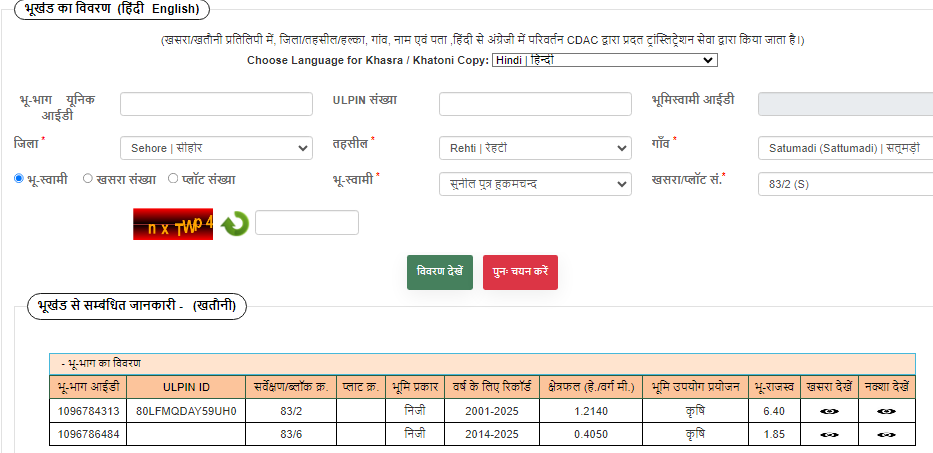 भूखंड का विवरण (हिंदी English)
(खसरा/खतौनी प्रतिलिपी में, जिला/तहसील/हल्का, गांव, नाम एवं पता ,हिंदी से अंग्रेजी में परिवर्तन CDAC द्वारा प्रदत ट्रांस्लिट्रेशन सेवा द्वारा किया जाता है।)
Choose Language for Khasra / Khatoni Copy: Hindi | हिन्दी
भू-भाग यूनिक आईडी ULPIN संख्या भूमिस्वामी आईडी
जिला * Sehore | सीहोर तहसील * Rehti | रेहटी गाँव * Satumadi (Sattumadi) | सतूमड़ी
भू-स्वामी खसरा संख्या प्लॉट संख्या भू-स्वामी * सुनील पुत्र हकमचन्द खसरा/प्लॉट सं.* 83/2 (S)
n x TWp 4
विवरण देखें पुनः चयन करें
भूखंड से सम्बंधित जानकारी - (खतौनी)
- भू-भाग का विवरण
भू-भाग आईडी ULPIN ID सर्वेक्षण/ब्लॉक क्र. प्लाट क्र. भूमि प्रकार वर्ष के लिए रिकॉर्ड क्षेत्रफल (हे./वर्ग मी.) भूमि उपयोग प्रयोजन भू-राजस्व खसरा देखें नक्शा देखें
1096784313 80LFMQDAY59UH0 83/2 निजी 2001-2025 1.2140 कृषि 6.40
1096786484 83/6 निजी 2014-2025 0.4050 कृषि 1.85